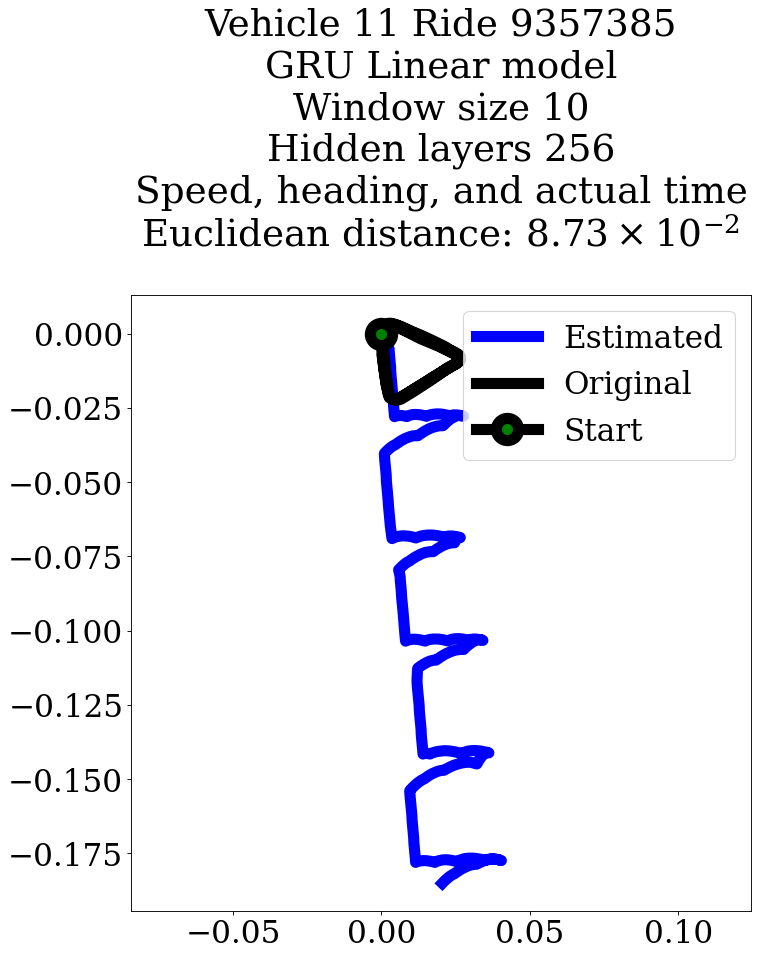 Vehicle 11 Ride 9357385
GRU Linear model
Window size 10
Hidden layers 256
Speed, heading, and actual time
Euclidean distance: 8.73 × 10⁻²
Estimated
Original
Start
0.000
−0.025
−0.050
−0.075
−0.100
−0.125
−0.150
−0.175
−0.05
0.00
0.05
0.10